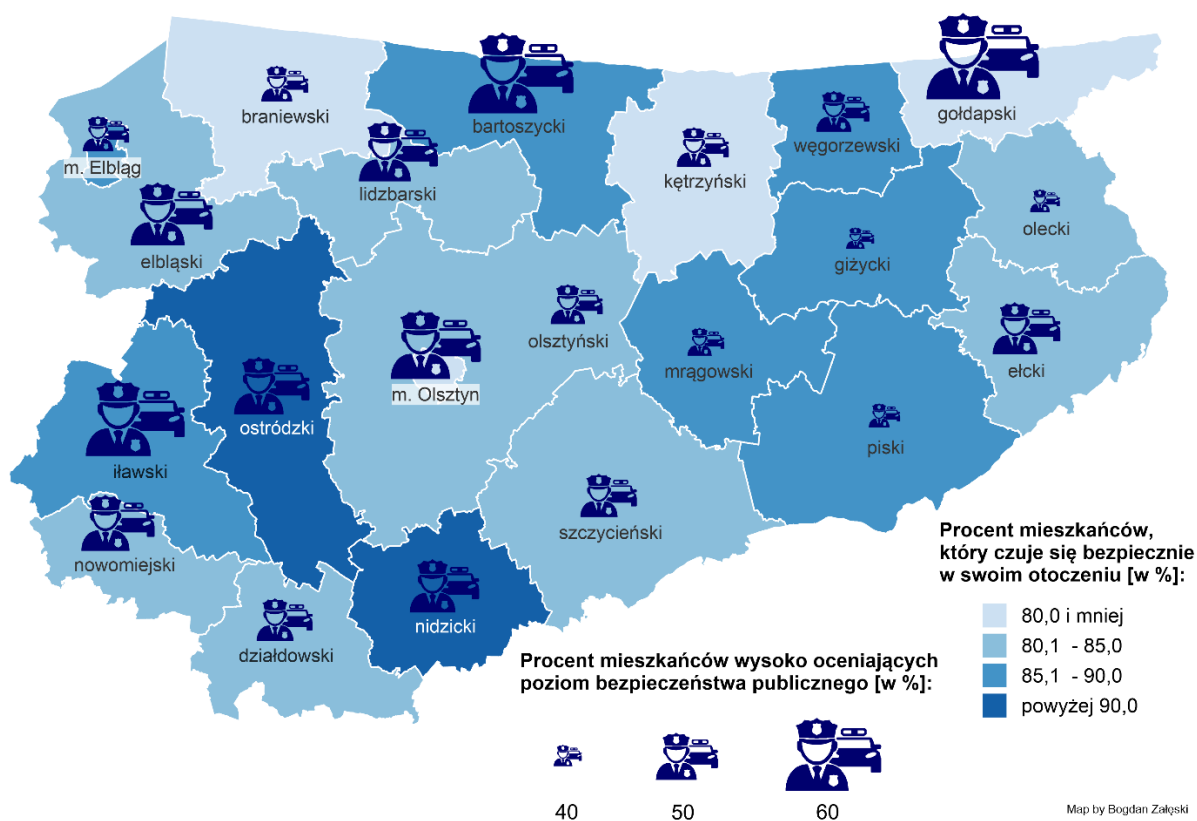 braniewski
bartoszycki
gołdapski
węgorzewski
m. Elbląg
lidzbarski
kętrzyński
olecki
elbląski
giżycki
olsztyński
mrągowski
ełcki
m. Olsztyn
ostródzki
iławski
piski
szczycieński
nowomiejski
nidzicki
działdowski
Procent mieszkańców,
który czuje się bezpiecznie
w swoim otoczeniu [w %]:
80,0 i mniej
80,1 - 85,0
85,1 - 90,0
powyżej 90,0
Procent mieszkańców wysoko oceniających
poziom bezpieczeństwa publicznego [w %]:
40 50 60
Map by Bogdan Załęski